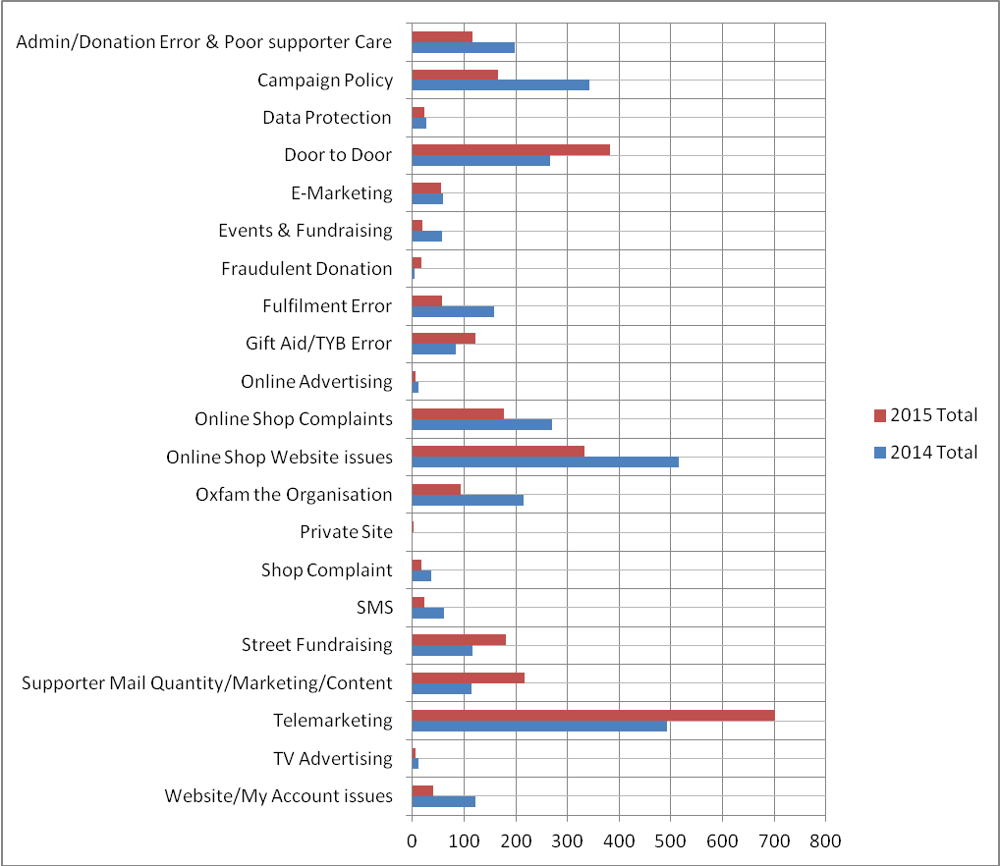 Admin/Donation Error & Poor supporter Care
Campaign Policy
Data Protection
Door to Door
E-Marketing
Events & Fundraising
Fraudulent Donation
Fulfilment Error
Gift Aid/TYB Error
Online Advertising
Online Shop Complaints
Online Shop Website issues
Oxfam the Organisation
Private Site
Shop Complaint
SMS
Street Fundraising
Supporter Mail Quantity/Marketing/Content
Telemarketing
TV Advertising
Website/My Account issues
0 100 200 300 400 500 600 700 800
2015 Total
2014 Total